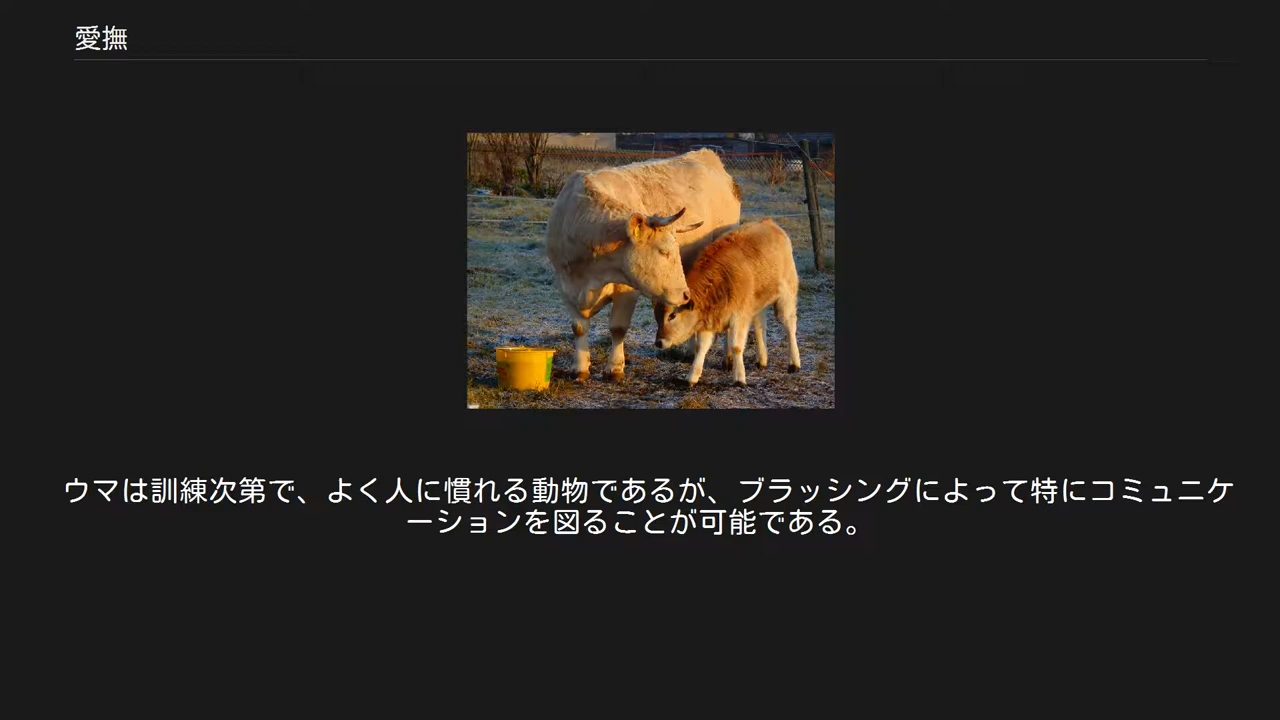 愛撫
ウマは訓練次第で、よく人に慣れる動物であるが、ブラッシングによって特にコミュニケ
ーションを図ることが可能である。